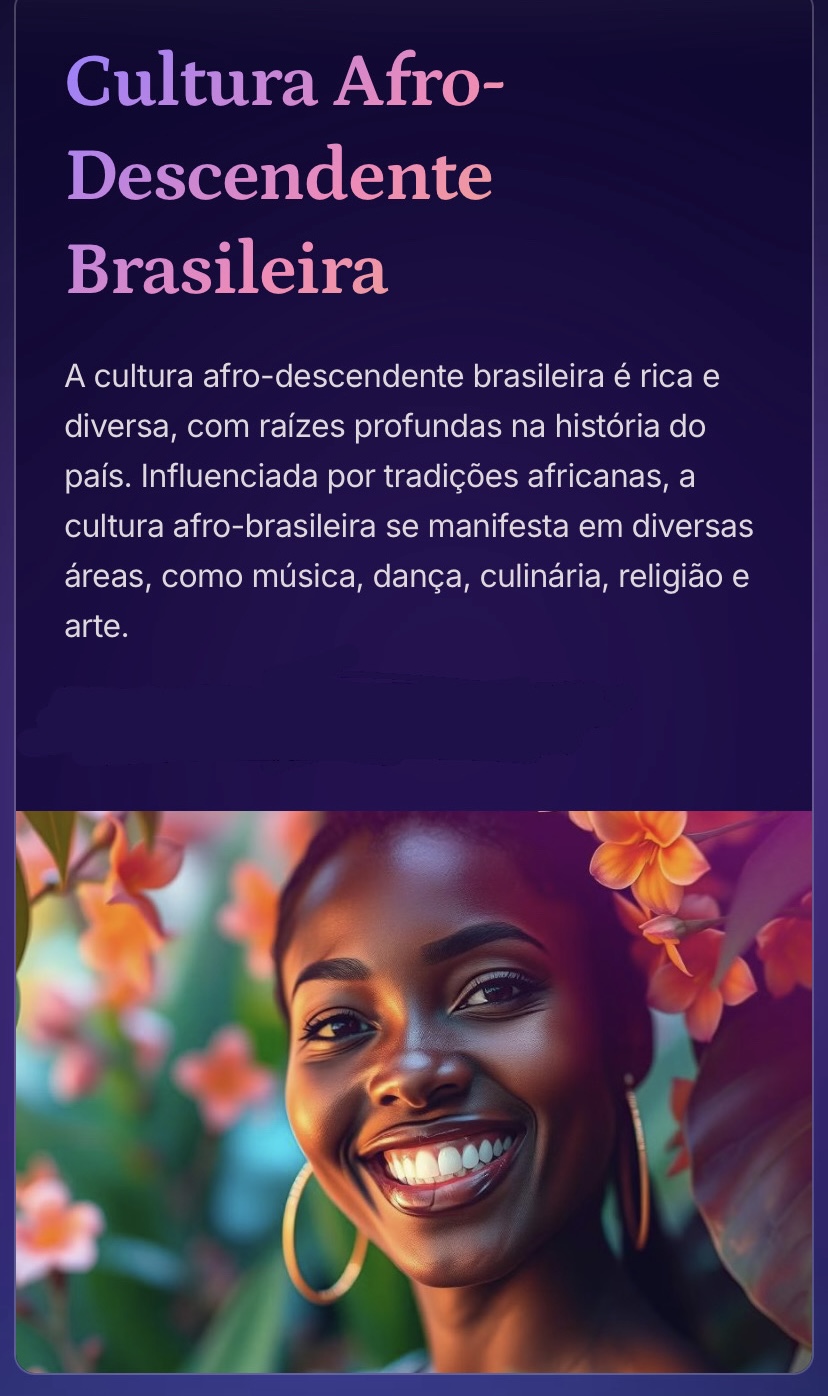 Cultura Afro-
Descendente
Brasileira
A cultura afro-descendente brasileira é rica e
diversa, com raízes profundas na história do
país. Influenciada por tradições africanas, a
cultura afro-brasileira se manifesta em diversas
áreas, como música, dança, culinária, religião e
arte.